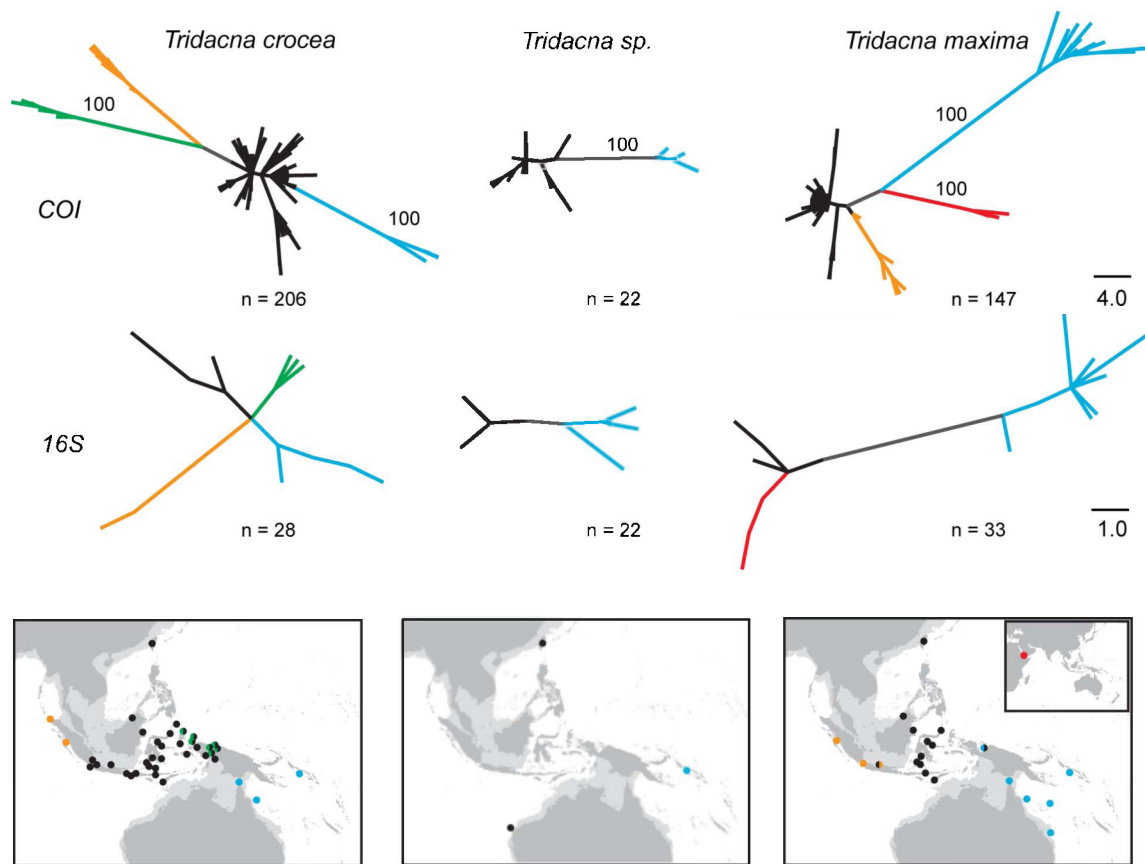 Tridacna crocea
Tridacna sp.
Tridacna maxima
100
100
100
100
100
COI
n = 206
n = 22
n = 147
4.0
16S
n = 28
n = 22
n = 33
1.0